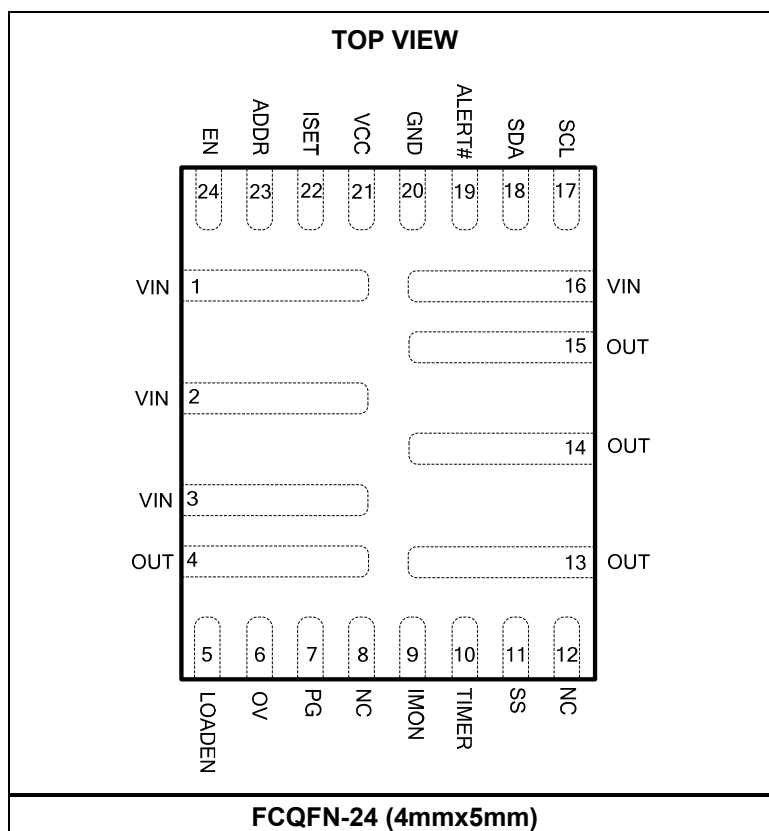 TOP VIEW
EN ADDR ISET VCC GND ALERT# SDA SCL
24 23 22 21 20 19 18 17
VIN 1 16 VIN
15 OUT
VIN 2
14 OUT
VIN 3
OUT 4 13 OUT
5 6 7 8 9 10 11 12
LOADEN OV PG NC IMON TIMER SS NC
FCQFN-24 (4mmx5mm)